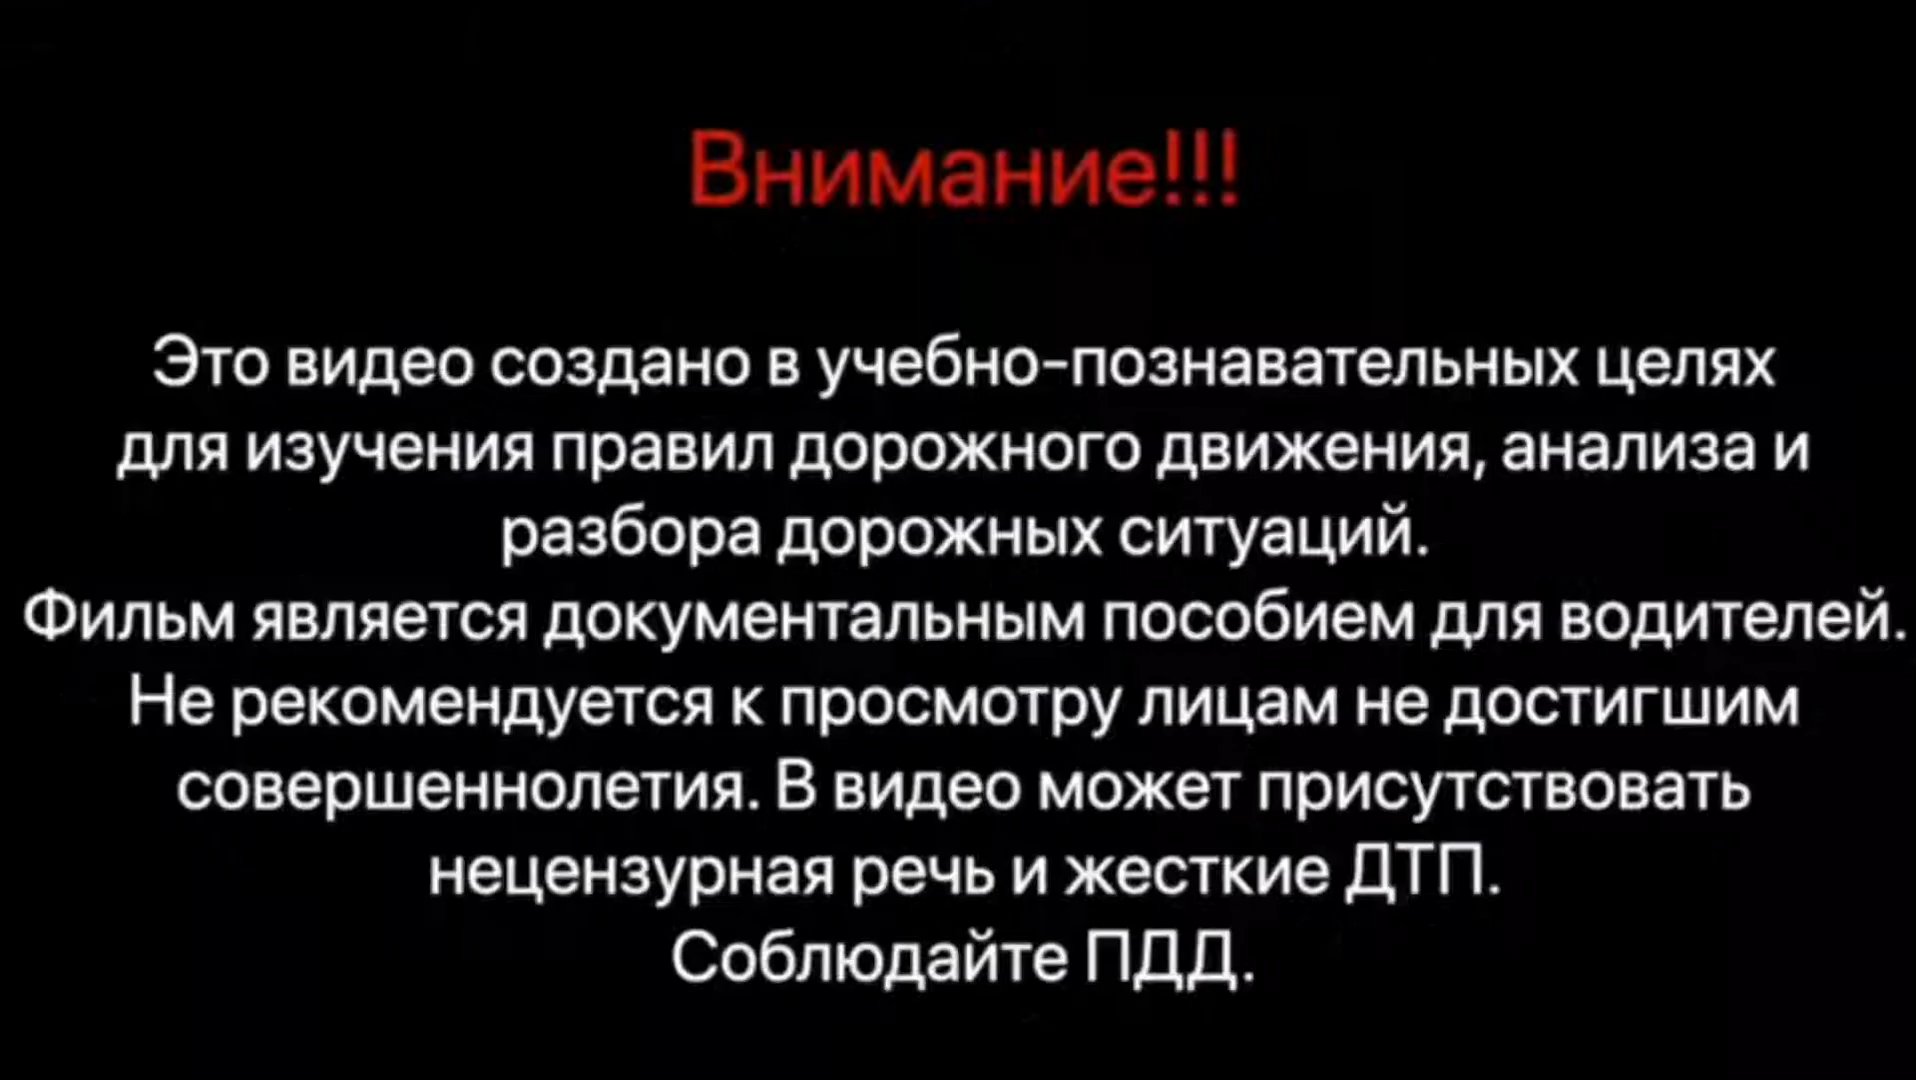 Внимание!!!
Это видео создано в учебно-познавательных целях
для изучения правил дорожного движения, анализа и
разбора дорожных ситуаций.
Фильм является документальным пособием для водителей.
Не рекомендуется к просмотру лицам не достигшим
совершеннолетия. В видео может присутствовать
нецензурная речь и жесткие ДТП.
Соблюдайте ПДД.